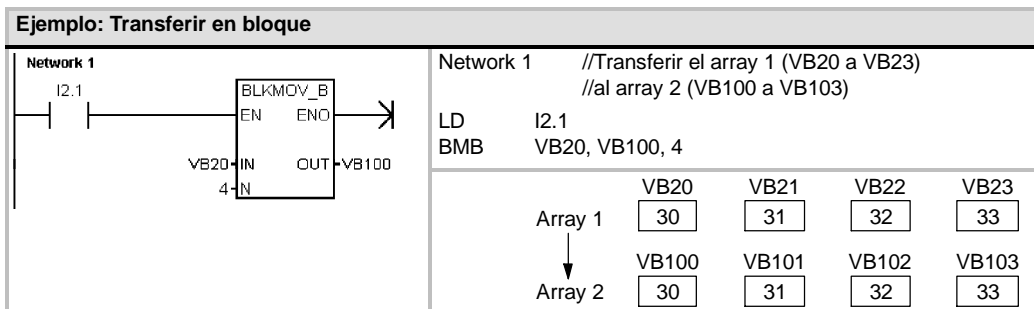 Ejemplo: Transferir en bloque
Network 1
I2.1
BLKMOV_B
EN ENO
VB20 IN OUT VB100
4 N
Network 1 //Transferir el array 1 (VB20 a VB23)
//al array 2 (VB100 a VB103)
LD I2.1
BMB VB20, VB100, 4
VB20 VB21 VB22 VB23
Array 1 30 31 32 33
VB100 VB101 VB102 VB103
Array 2 30 31 32 33